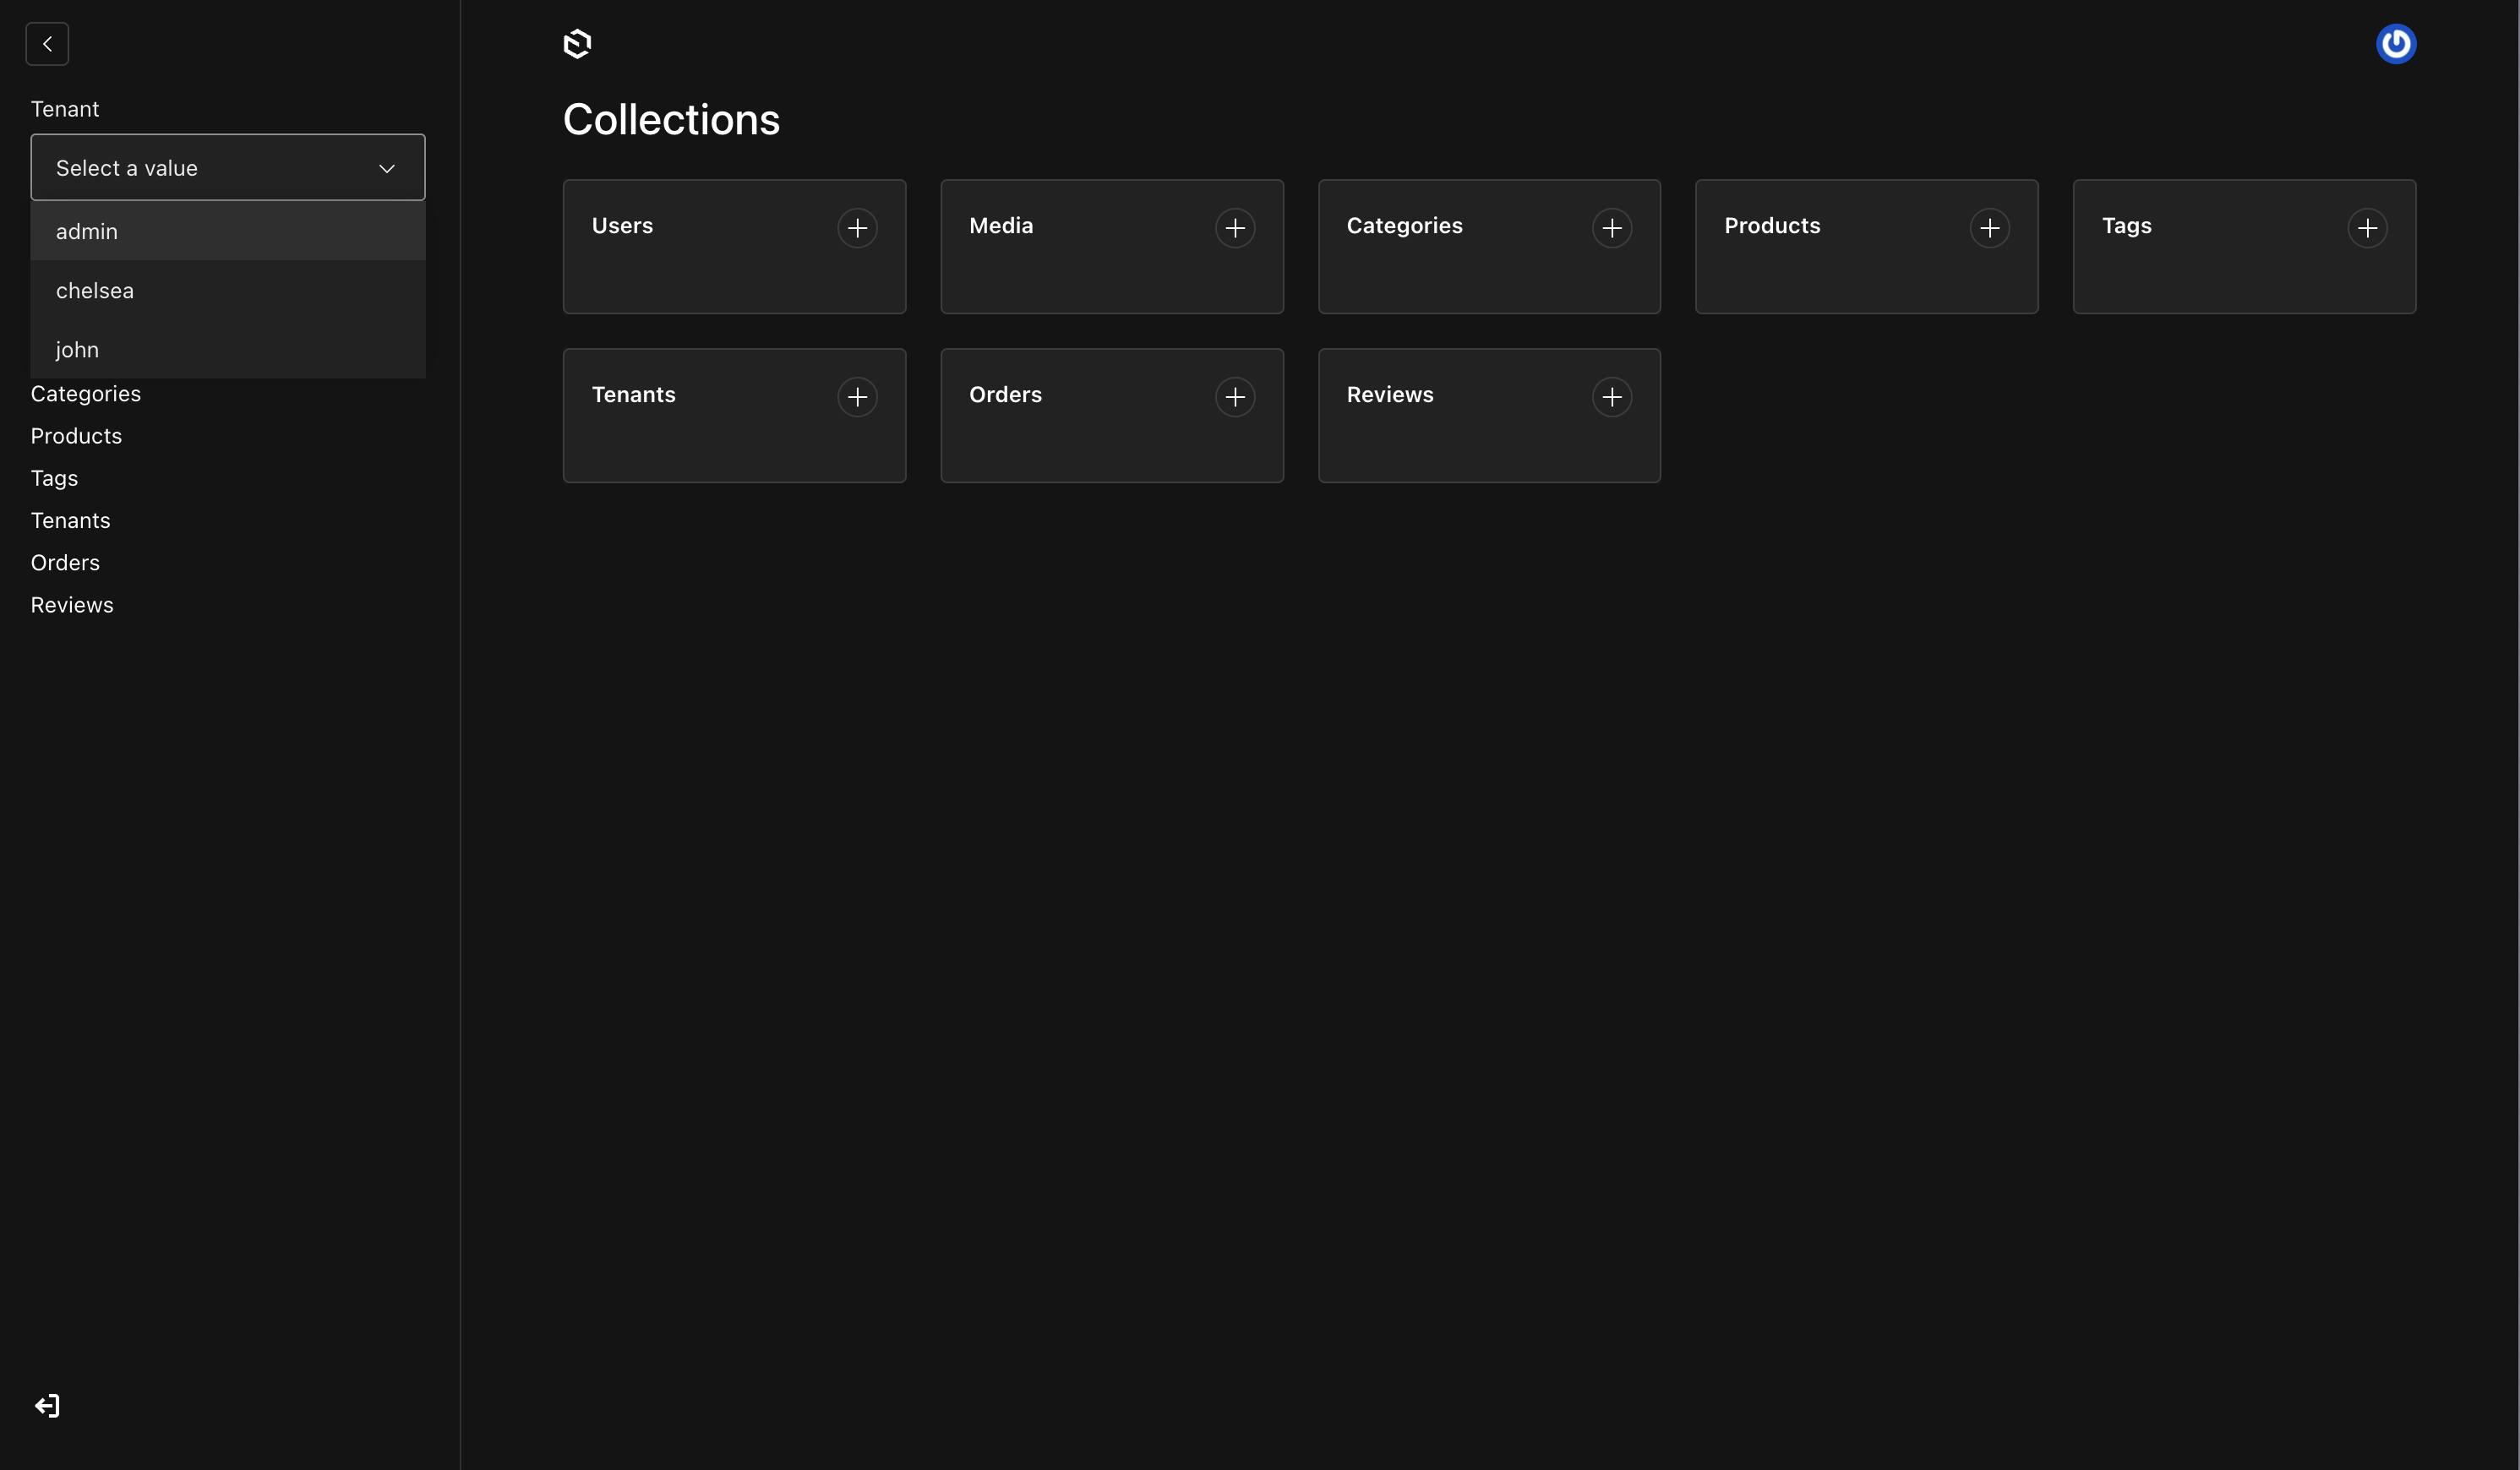 Tenant
Select a value
admin
chelsea
john
Categories
Products
Tags
Tenants
Orders
Reviews
Collections
Users
Media
Categories
Products
Tags
Tenants
Orders
Reviews